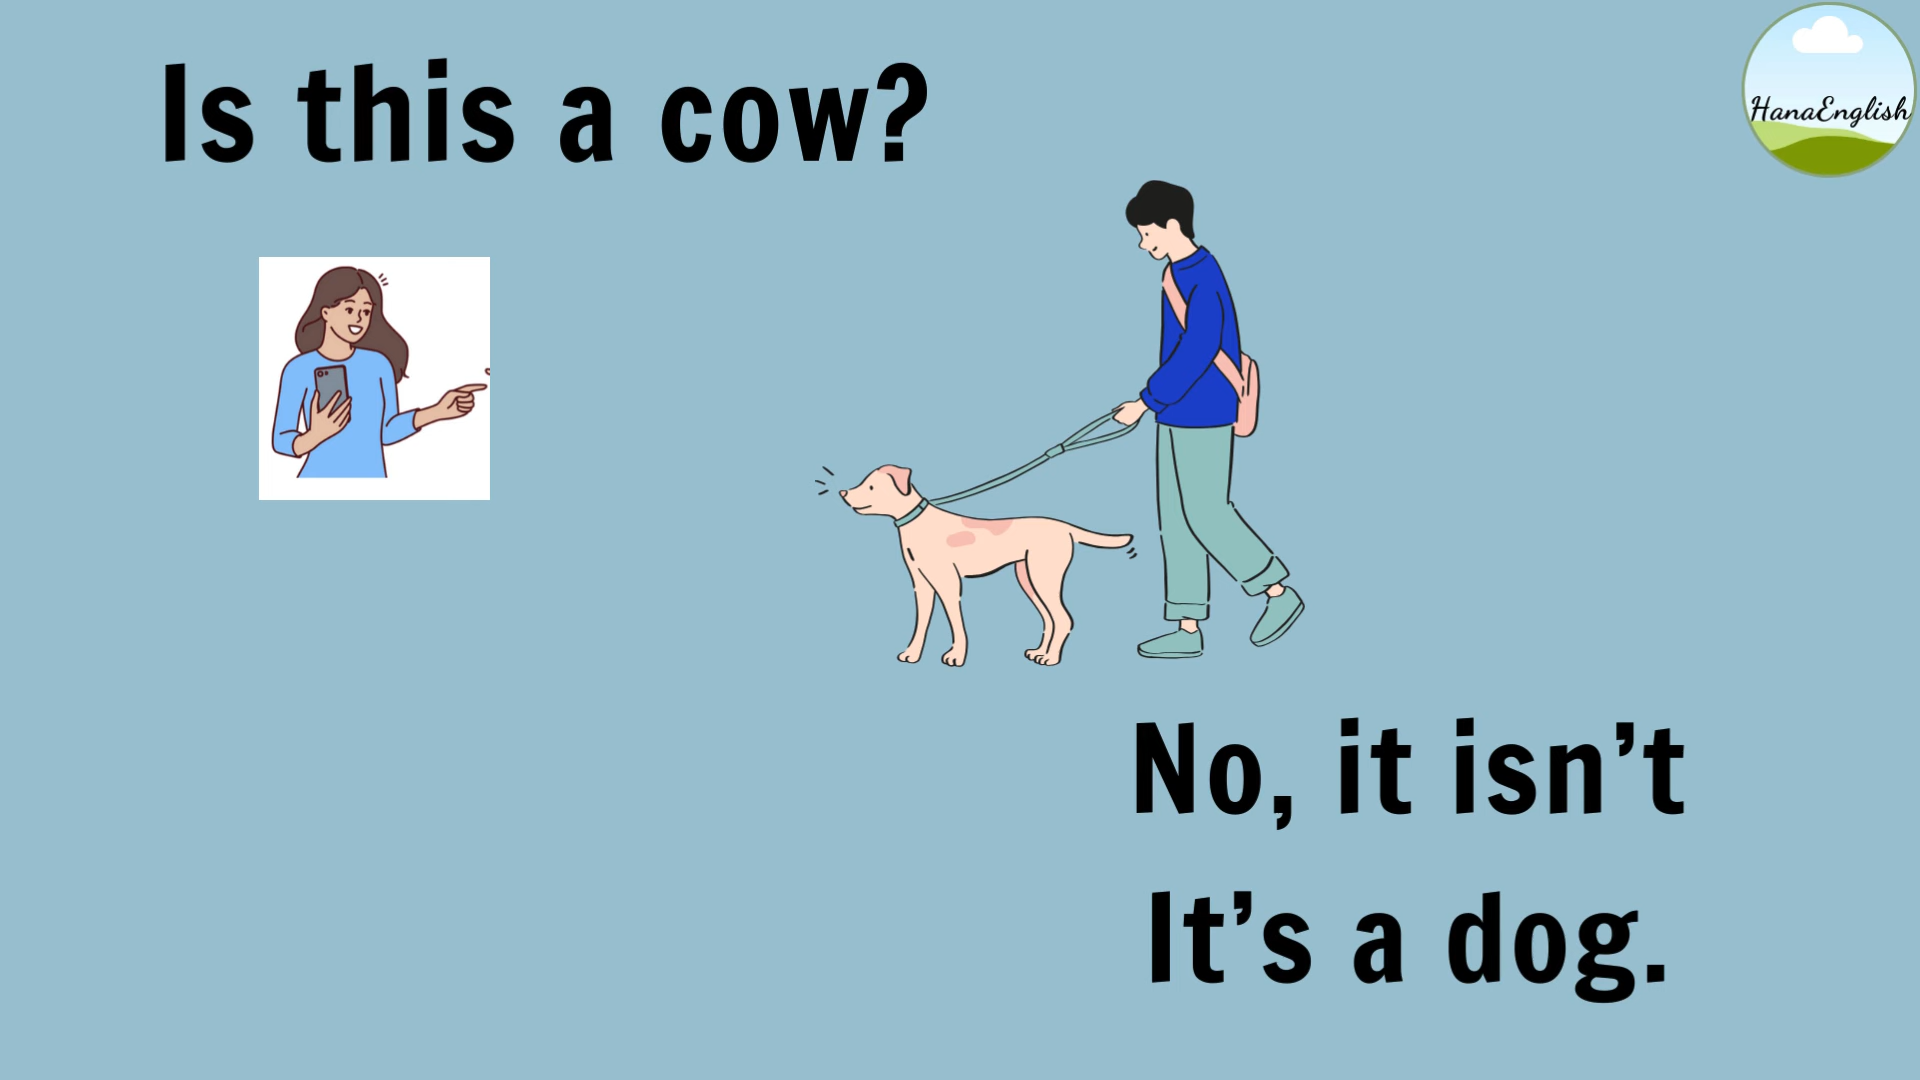 Is this a cow?
HanaEnglish
No, it isn’t
It’s a dog.